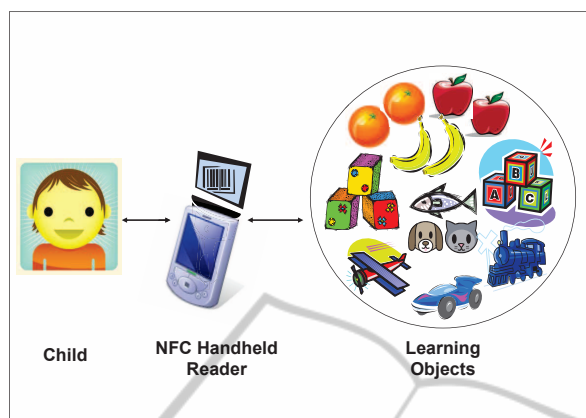 B
A
C
Child
NFC Handheld
Reader
Learning
Objects